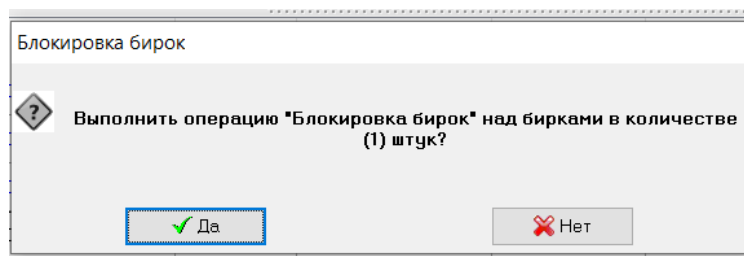 Блокировка бирок
Выполнить операцию "Блокировка бирок" над бирками в количестве
(1) штук?
Да
Нет